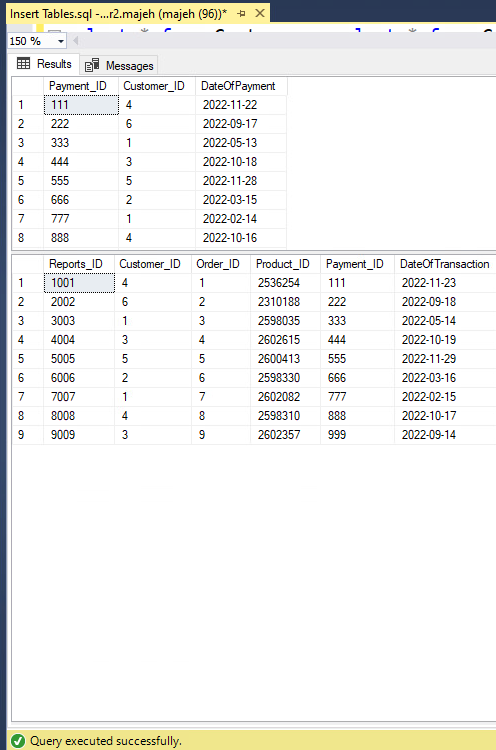 Insert Tables.sql -...r2.majeh (majeh (96))*
150 %
Results Messages
Payment_ID Customer_ID DateOfPayment
1 111 4 2022-11-22
2 222 6 2022-09-17
3 333 1 2022-05-13
4 444 3 2022-10-18
5 555 5 2022-11-28
6 666 2 2022-03-15
7 777 1 2022-02-14
8 888 4 2022-10-16
Reports_ID Customer_ID Order_ID Product_ID Payment_ID DateOfTransaction
1 1001 4 1 2536254 111 2022-11-23
2 2002 6 2 2310188 222 2022-09-18
3 3003 1 3 2598035 333 2022-05-14
4 4004 3 4 2602615 444 2022-10-19
5 5005 5 5 2600413 555 2022-11-29
6 6006 2 6 2598330 666 2022-03-16
7 7007 1 7 2602082 777 2022-02-15
8 8008 4 8 2598310 888 2022-10-17
9 9009 3 9 2602357 999 2022-09-14
Query executed successfully.